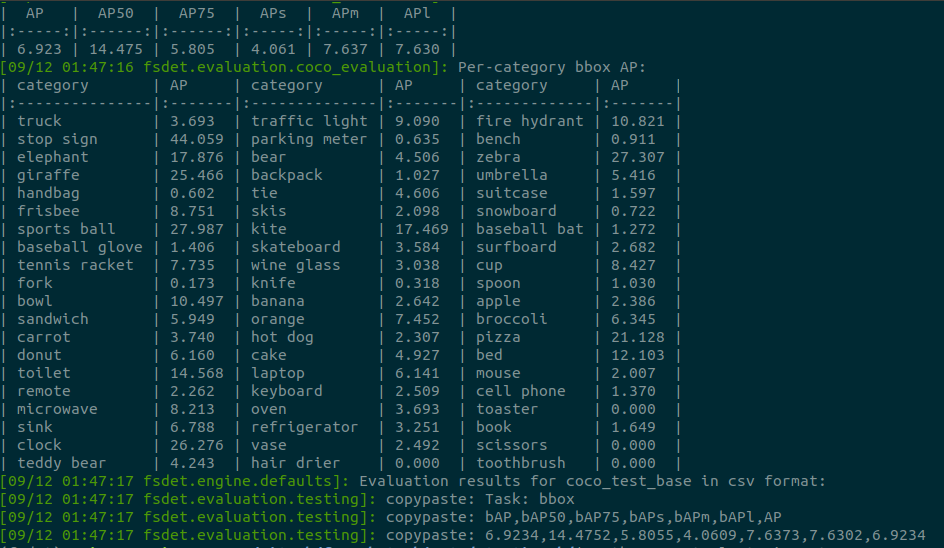 | AP | AP50 | AP75 | APs | APm | APl |
|:-----:|:------:|:-----:|:-----:|:-----:|:-----:|
| 6.923 | 14.475 | 5.805 | 4.061 | 7.637 | 7.630 |
[09/12 01:47:16 fsdet.evaluation.coco_evaluation]: Per-category bbox AP:
| category | AP | category | AP | category | AP |
|:--------------|:-------|:--------------|:-------|:-------------|:-------|
| truck | 3.693 | traffic light | 9.090 | fire hydrant | 10.821 |
| stop sign | 44.059 | parking meter | 0.635 | bench | 0.911 |
| elephant | 17.876 | bear | 4.506 | zebra | 27.307 |
| giraffe | 25.466 | backpack | 1.027 | umbrella | 5.416 |
| handbag | 0.602 | tie | 4.606 | suitcase | 1.597 |
| frisbee | 8.751 | skis | 2.098 | snowboard | 0.722 |
| sports ball | 27.987 | kite | 17.469 | baseball bat | 1.272 |
| baseball glove | 1.406 | skateboard | 3.584 | surfboard | 2.682 |
| tennis racket | 7.735 | wine glass | 3.038 | cup | 8.427 |
| fork | 0.173 | knife | 0.318 | spoon | 1.030 |
| bowl | 10.497 | banana | 2.642 | apple | 2.386 |
| sandwich | 5.949 | orange | 7.452 | broccoli | 6.345 |
| carrot | 3.740 | hot dog | 2.307 | pizza | 21.128 |
| donut | 6.160 | cake | 4.927 | bed | 12.103 |
| toilet | 14.568 | laptop | 6.141 | mouse | 2.007 |
| remote | 2.262 | keyboard | 2.509 | cell phone | 1.370 |
| microwave | 8.213 | oven | 3.693 | toaster | 0.000 |
| sink | 6.788 | refrigerator | 3.251 | book | 1.649 |
| clock | 26.276 | vase | 2.492 | scissors | 0.000 |
| teddy bear | 4.243 | hair drier | 0.000 | toothbrush | 0.000 |
[09/12 01:47:17 fsdet.engine.defaults]: Evaluation results for coco_test_base in csv format:
[09/12 01:47:17 fsdet.evaluation.testing]: copypaste: Task: bbox
[09/12 01:47:17 fsdet.evaluation.testing]: copypaste: bAP,bAP50,bAP75,bAPs,bAPm,bAPl,AP
[09/12 01:47:17 fsdet.evaluation.testing]: copypaste: 6.9234,14.4752,5.8055,4.0609,7.6373,7.6302,6.9234